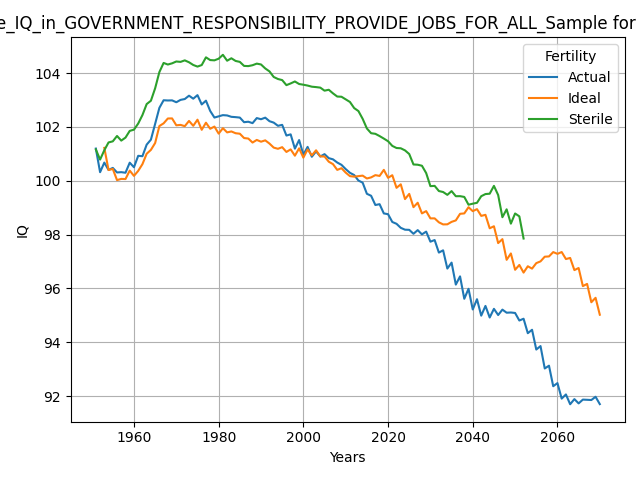 e_IQ_in_GOVERNMENT_RESPONSIBILITY_PROVIDE_JOBS_FOR_ALL_Sample for
Fertility
Actual
Ideal
Sterile
104
102
100
98
96
94
92
IQ
1960
1980
2000
2020
2040
2060
Years